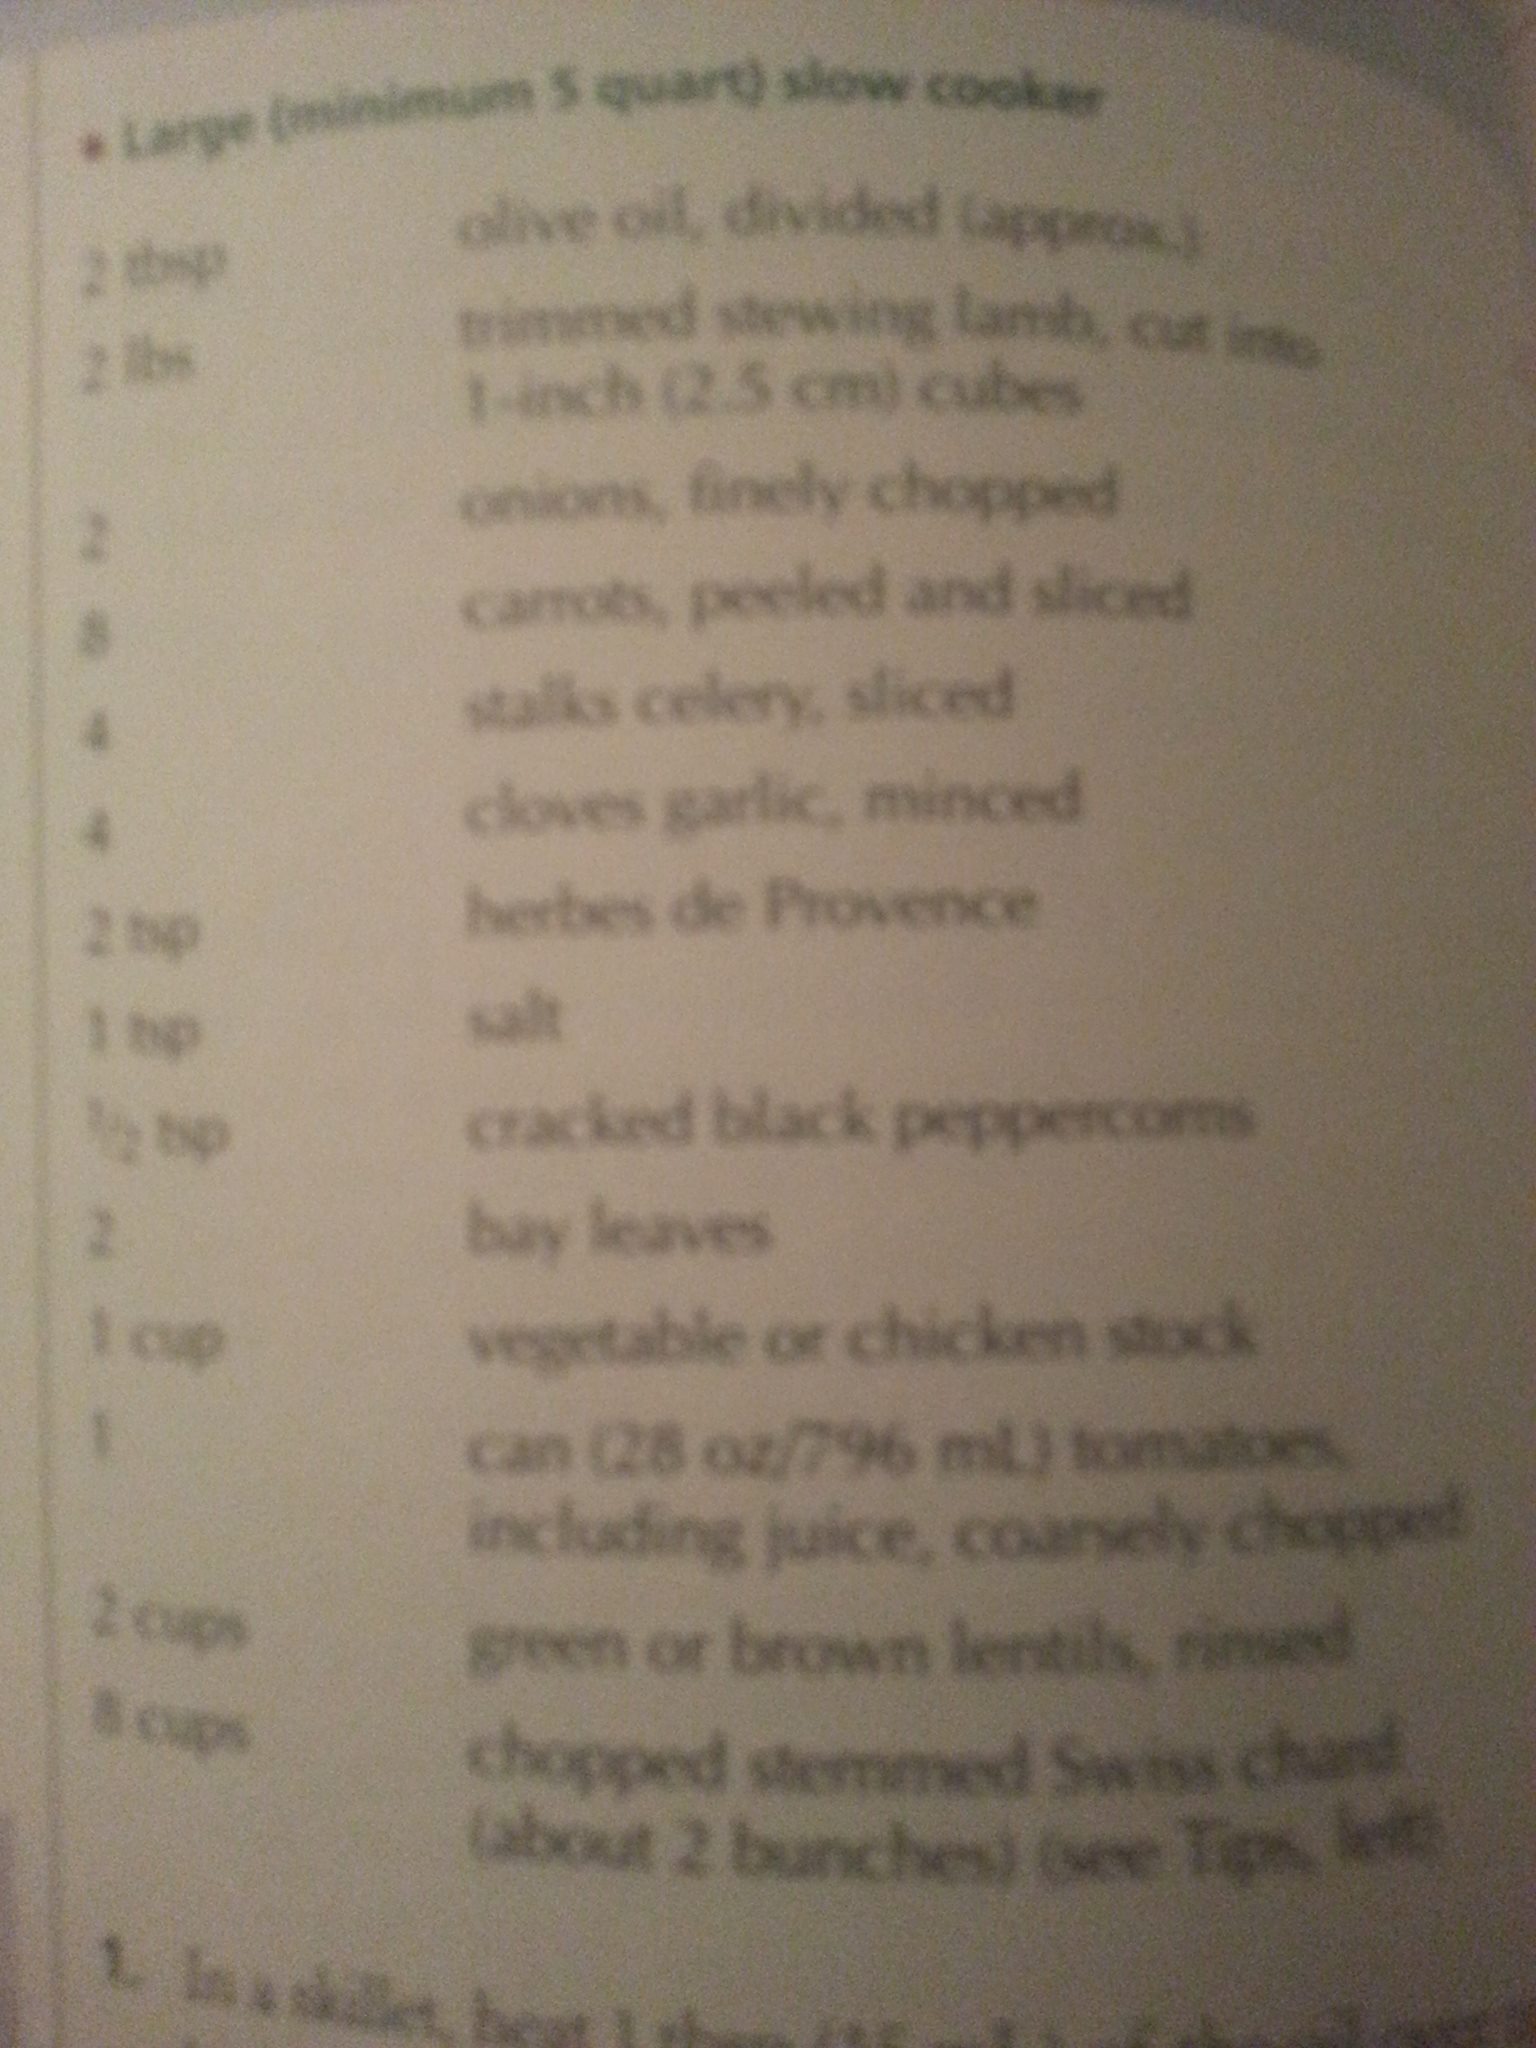 • Large (minimum 5 quart) slow cooker
2 tbsp olive oil, divided (approx.)
2 lbs trimmed stewing lamb, cut into
1-inch (2.5 cm) cubes
2 onions, finely chopped
8 carrots, peeled and sliced
4 stalks celery, sliced
4 cloves garlic, minced
2 tsp herbes de Provence
1 tsp salt
1/2 tsp cracked black peppercorns
2 bay leaves
1 cup vegetable or chicken stock
1 can (28 oz/796 mL) tomatoes,
including juice, coarsely chopped
2 cups green or brown lentils, rinsed
8 cups chopped stemmed Swiss chard
(about 2 bunches) (see Tips, left)
1. In a skillet, heat 1 tbsp (15 mL) of the oil